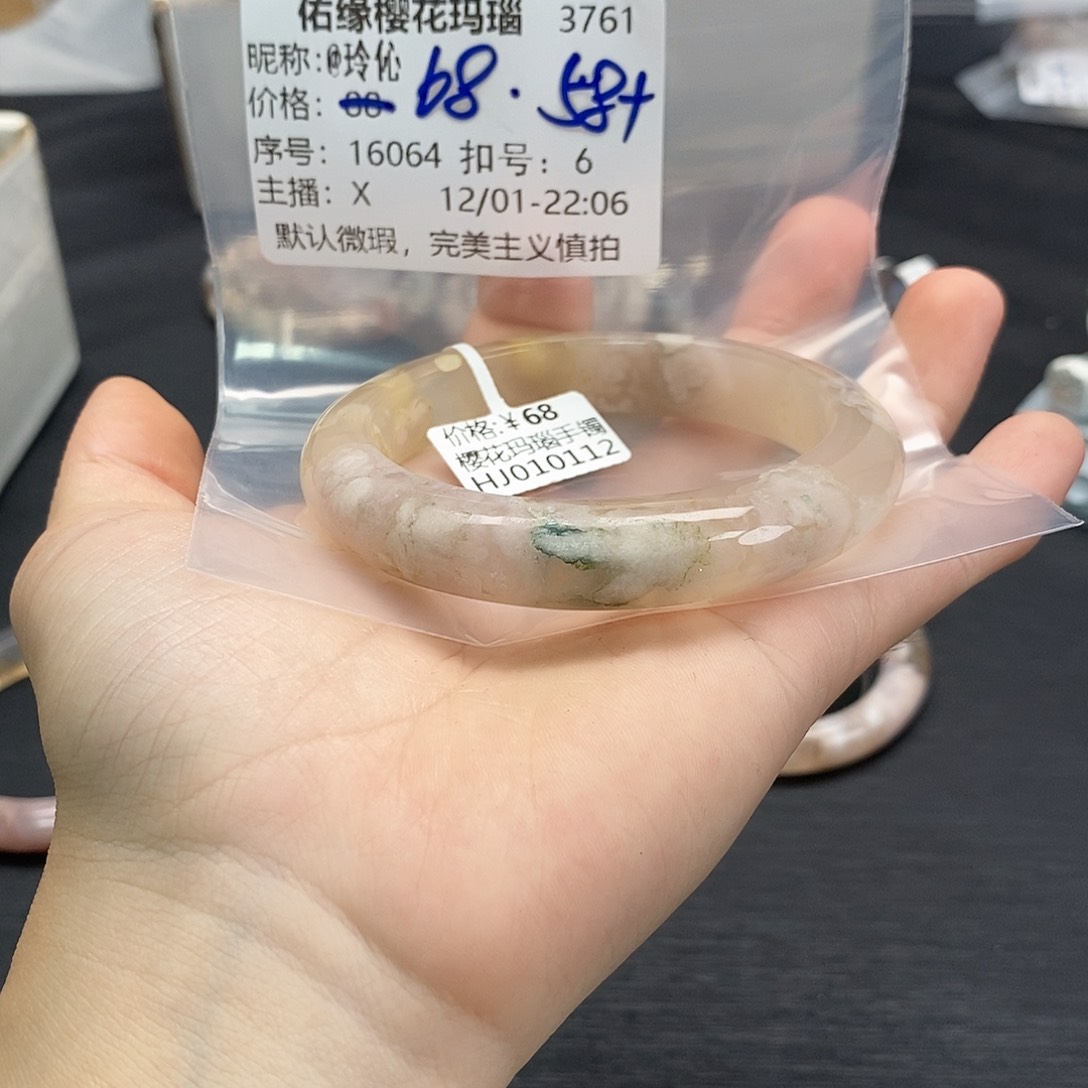 佑缘樱花玛瑙 3761
昵称:@玲伈
价格: 68 · 58+
序号: 16064 扣号: 6
主播: X 12/01-22:06
默认微瑕，完美主义慎拍
价格:¥68
樱花玛瑙手镯
HJ010112